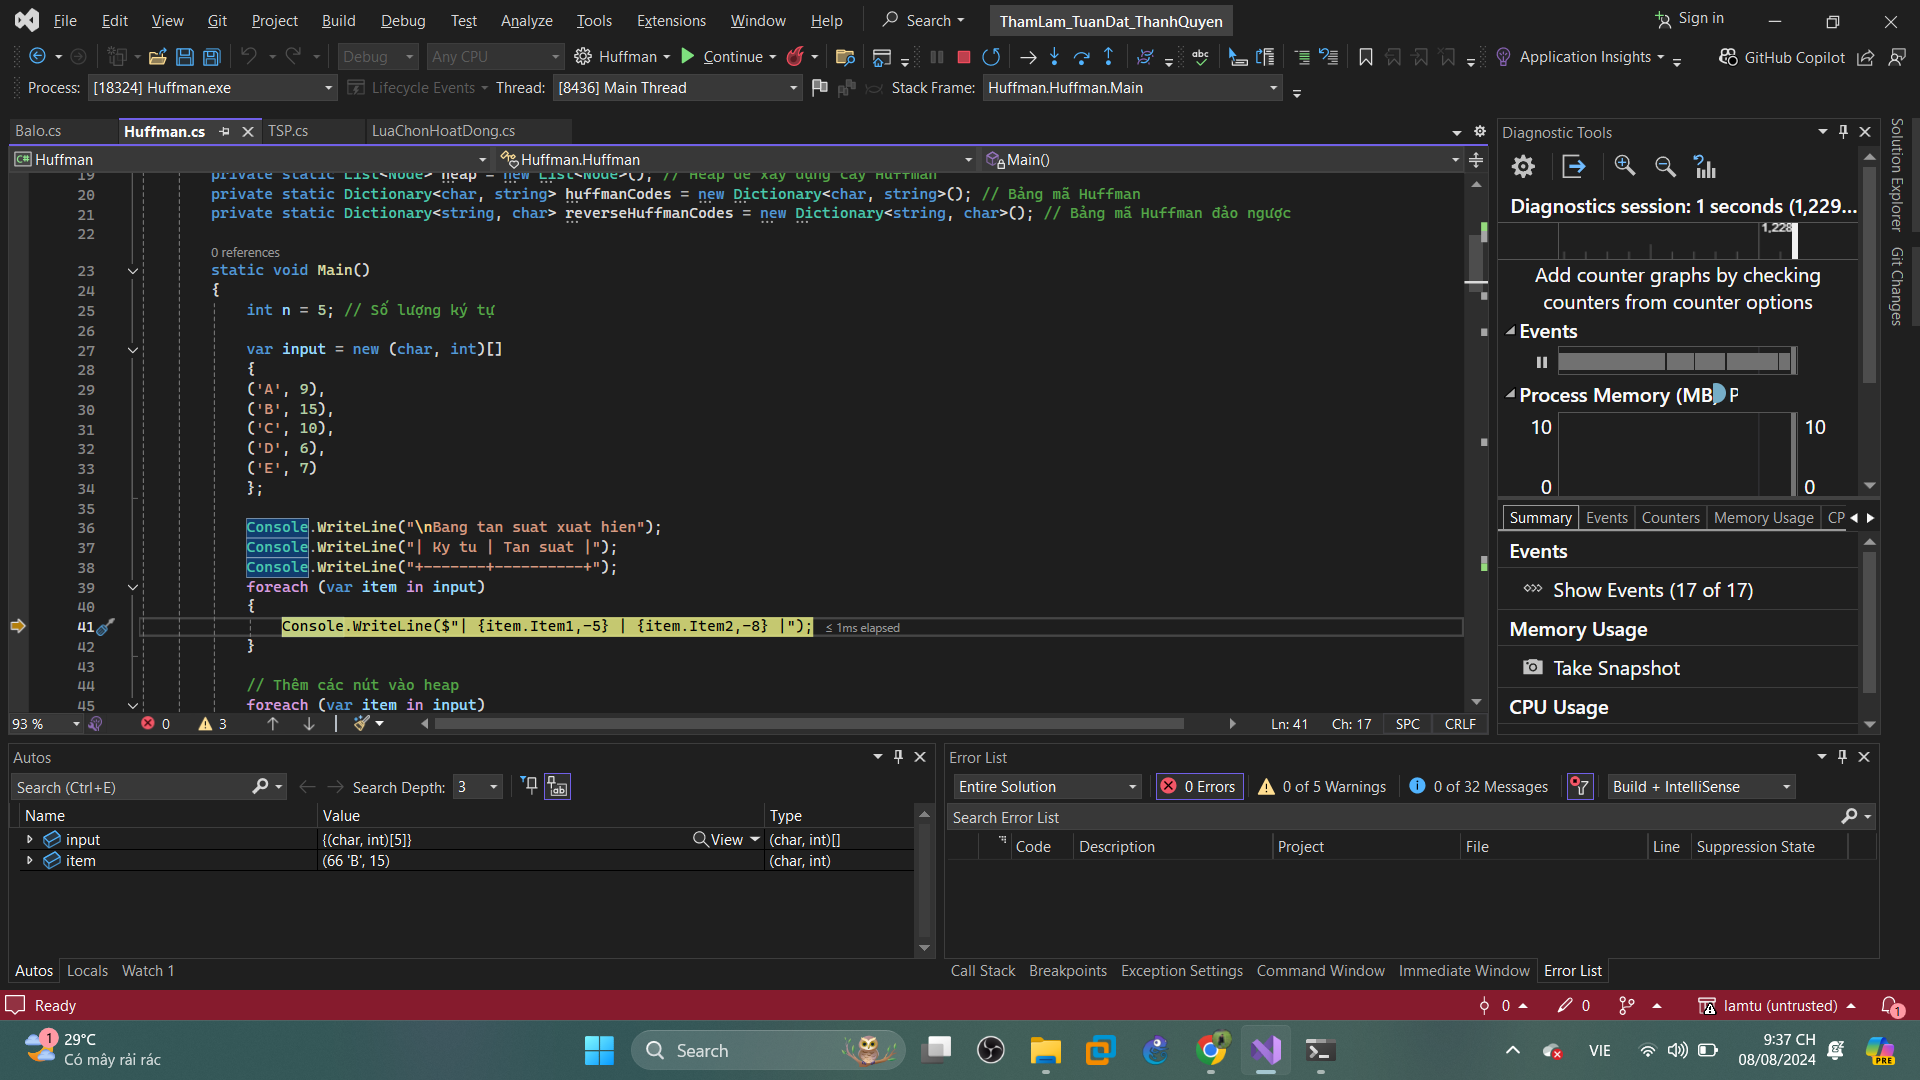 File Edit View Git Project Build Debug Test Analyze Tools Extensions Window Help Search ThamLam_TuanDat_ThanhQuyen Sign in
Debug Any CPU Huffman Continue Application Insights GitHub Copilot
Process: [18324] Huffman.exe Lifecycle Events Thread: [8436] Main Thread Stack Frame: Huffman.Huffman.Main
Balo.cs Huffman.cs TSP.cs LuaChonHoatDong.cs
Huffman Huffman.Huffman Main()
19 private static List<Node> heap = new List<Node>(); // Heap để xây dựng cây Huffman
20 private static Dictionary<char, string> huffmanCodes = new Dictionary<char, string>(); // Bảng mã Huffman
21 private static Dictionary<string, char> reverseHuffmanCodes = new Dictionary<string, char>(); // Bảng mã Huffman đảo ngược
22
0 references
23 static void Main()
24 {
25 int n = 5; // Số lượng ký tự
26
27 var input = new (char, int)[]
28 {
29 ('A', 9),
30 ('B', 15),
31 ('C', 10),
32 ('D', 6),
33 ('E', 7)
34 };
35
36 Console.WriteLine("\nBang tan suat xuat hien");
37 Console.WriteLine("| Ky tu | Tan suat |");
38 Console.WriteLine("+-------+----------+");
39 foreach (var item in input)
40 {
41 Console.WriteLine($"| {item.Item1,-5} | {item.Item2,-8} |"); ≤ 1ms elapsed
42 }
43
44 // Thêm các nút vào heap
45 foreach (var item in input)
93 % 0 3 Ln: 41 Ch: 17 SPC CRLF
Diagnostic Tools
Diagnostics session: 1 seconds (1,229...
1,228
Add counter graphs by checking
counters from counter options
Events
Process Memory (MB) P
10 10
0 0
Summary Events Counters Memory Usage CP
Events
Show Events (17 of 17)
Memory Usage
Take Snapshot
CPU Usage
Solution Explorer
Git Changes
Autos
Search (Ctrl+E) Search Depth: 3
Name Value Type
input {(char, int)[5]} View (char, int)[]
item (66 'B', 15) (char, int)
Autos Locals Watch 1
Error List
Entire Solution 0 Errors 0 of 5 Warnings 0 of 32 Messages Build + IntelliSense
Search Error List
Code Description Project File Line Suppression State
Call Stack Breakpoints Exception Settings Command Window Immediate Window Error List
Ready 0 0 lamtu (untrusted) 1
1 29°C
Có mây rải rác
Search
VIE
9:37 CH
08/08/2024
PRE